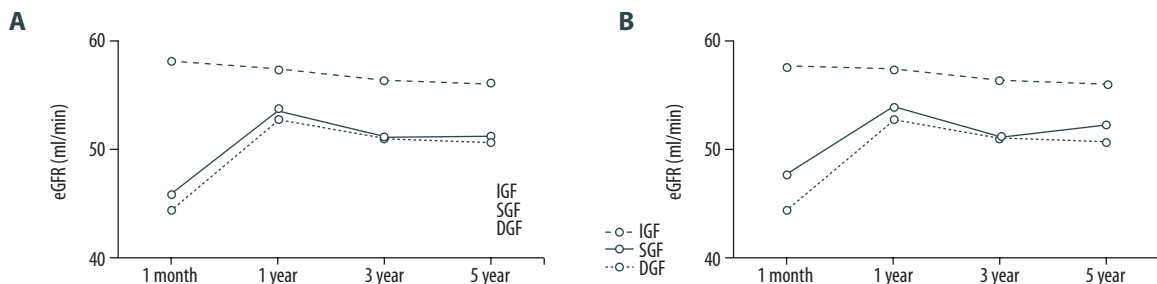 A
60
50
40
eGFR (ml/min)
1 month 1 year 3 year 5 year
IGF
SGF
DGF
B
60
50
40
eGFR (ml/min)
1 month 1 year 3 year 5 year
IGF
SGF
DGF